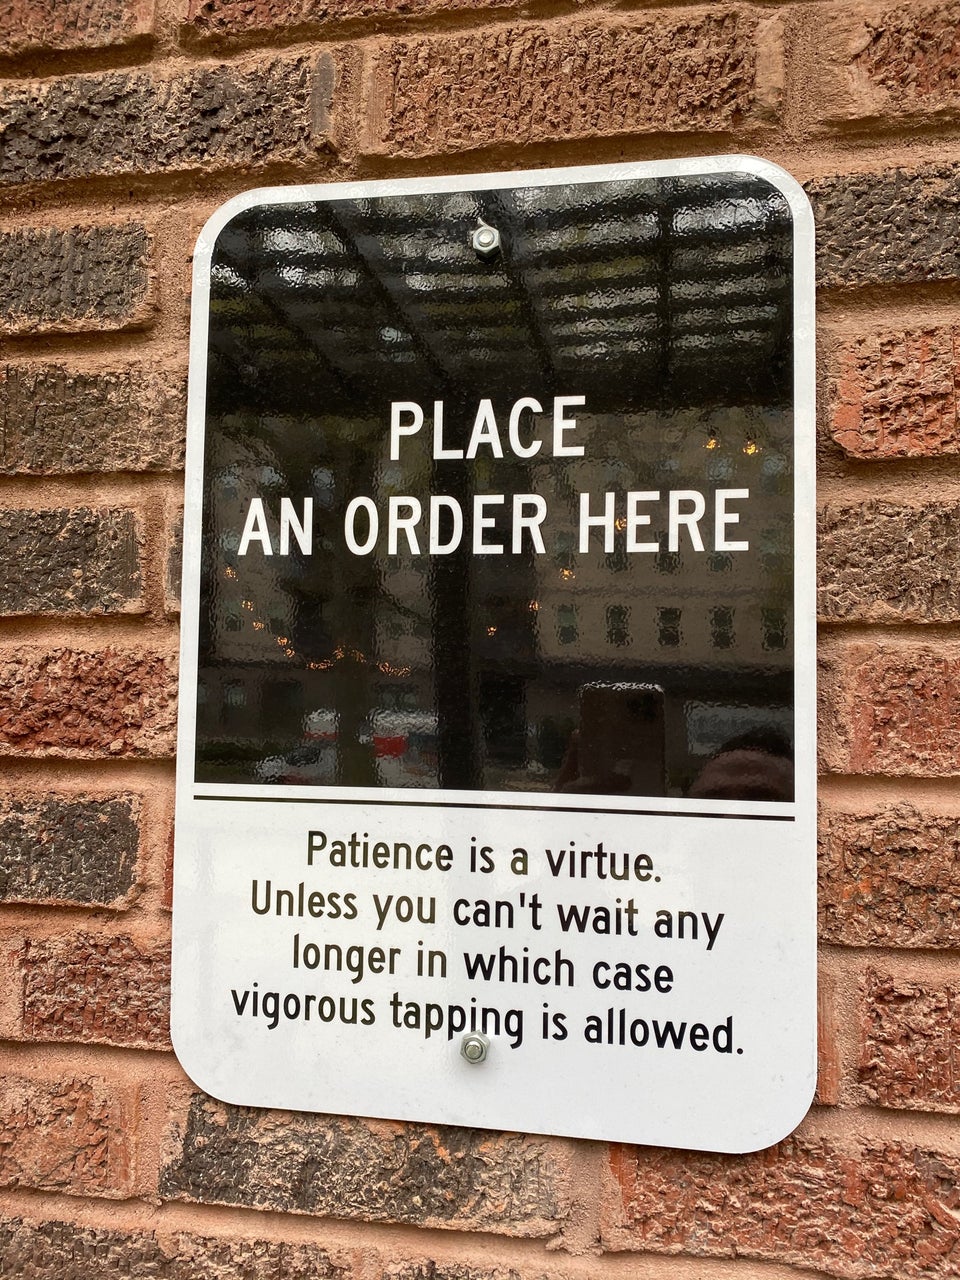 PLACE
AN ORDER HERE
Patience is a virtue.
Unless you can't wait any
longer in which case
vigorous tapping is allowed.